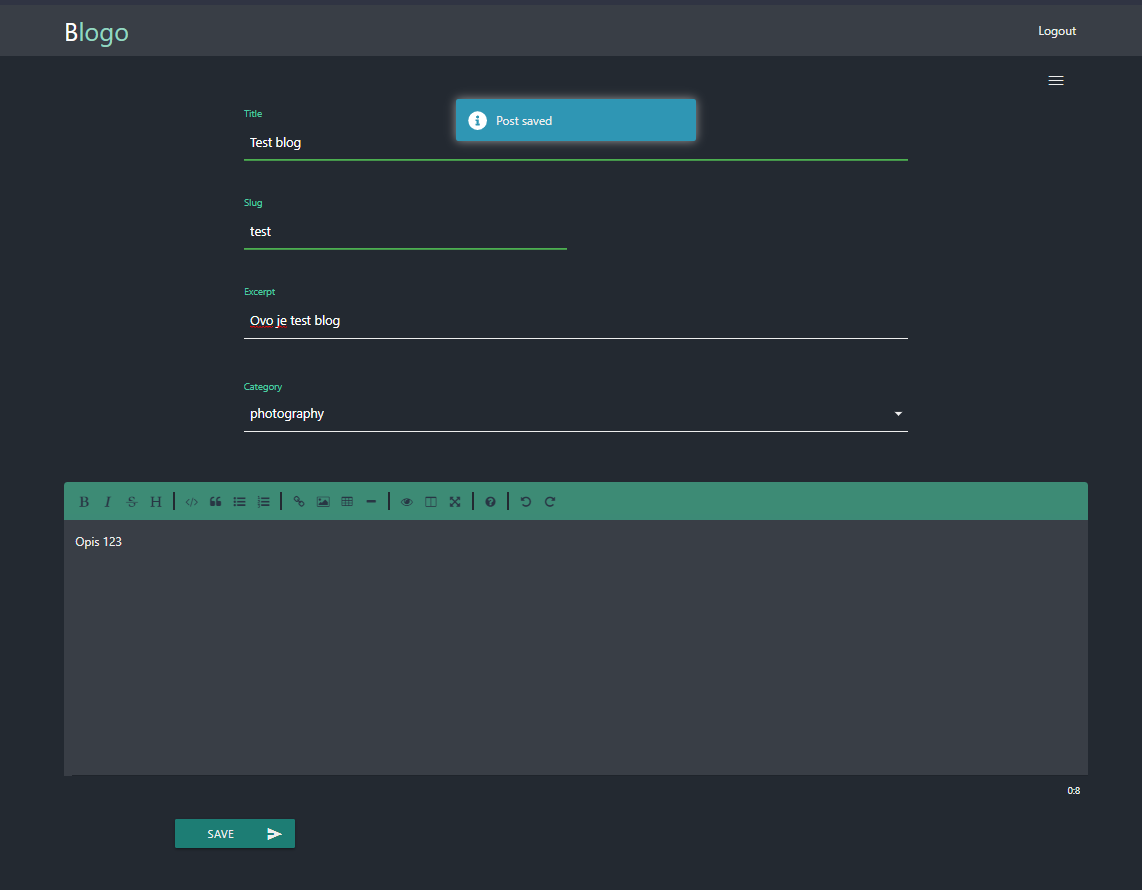 Blogo
Logout
Title
Post saved
Test blog
Slug
test
Excerpt
Ovo je test blog
Category
photography
B I S H
Opis 123
0:8
SAVE